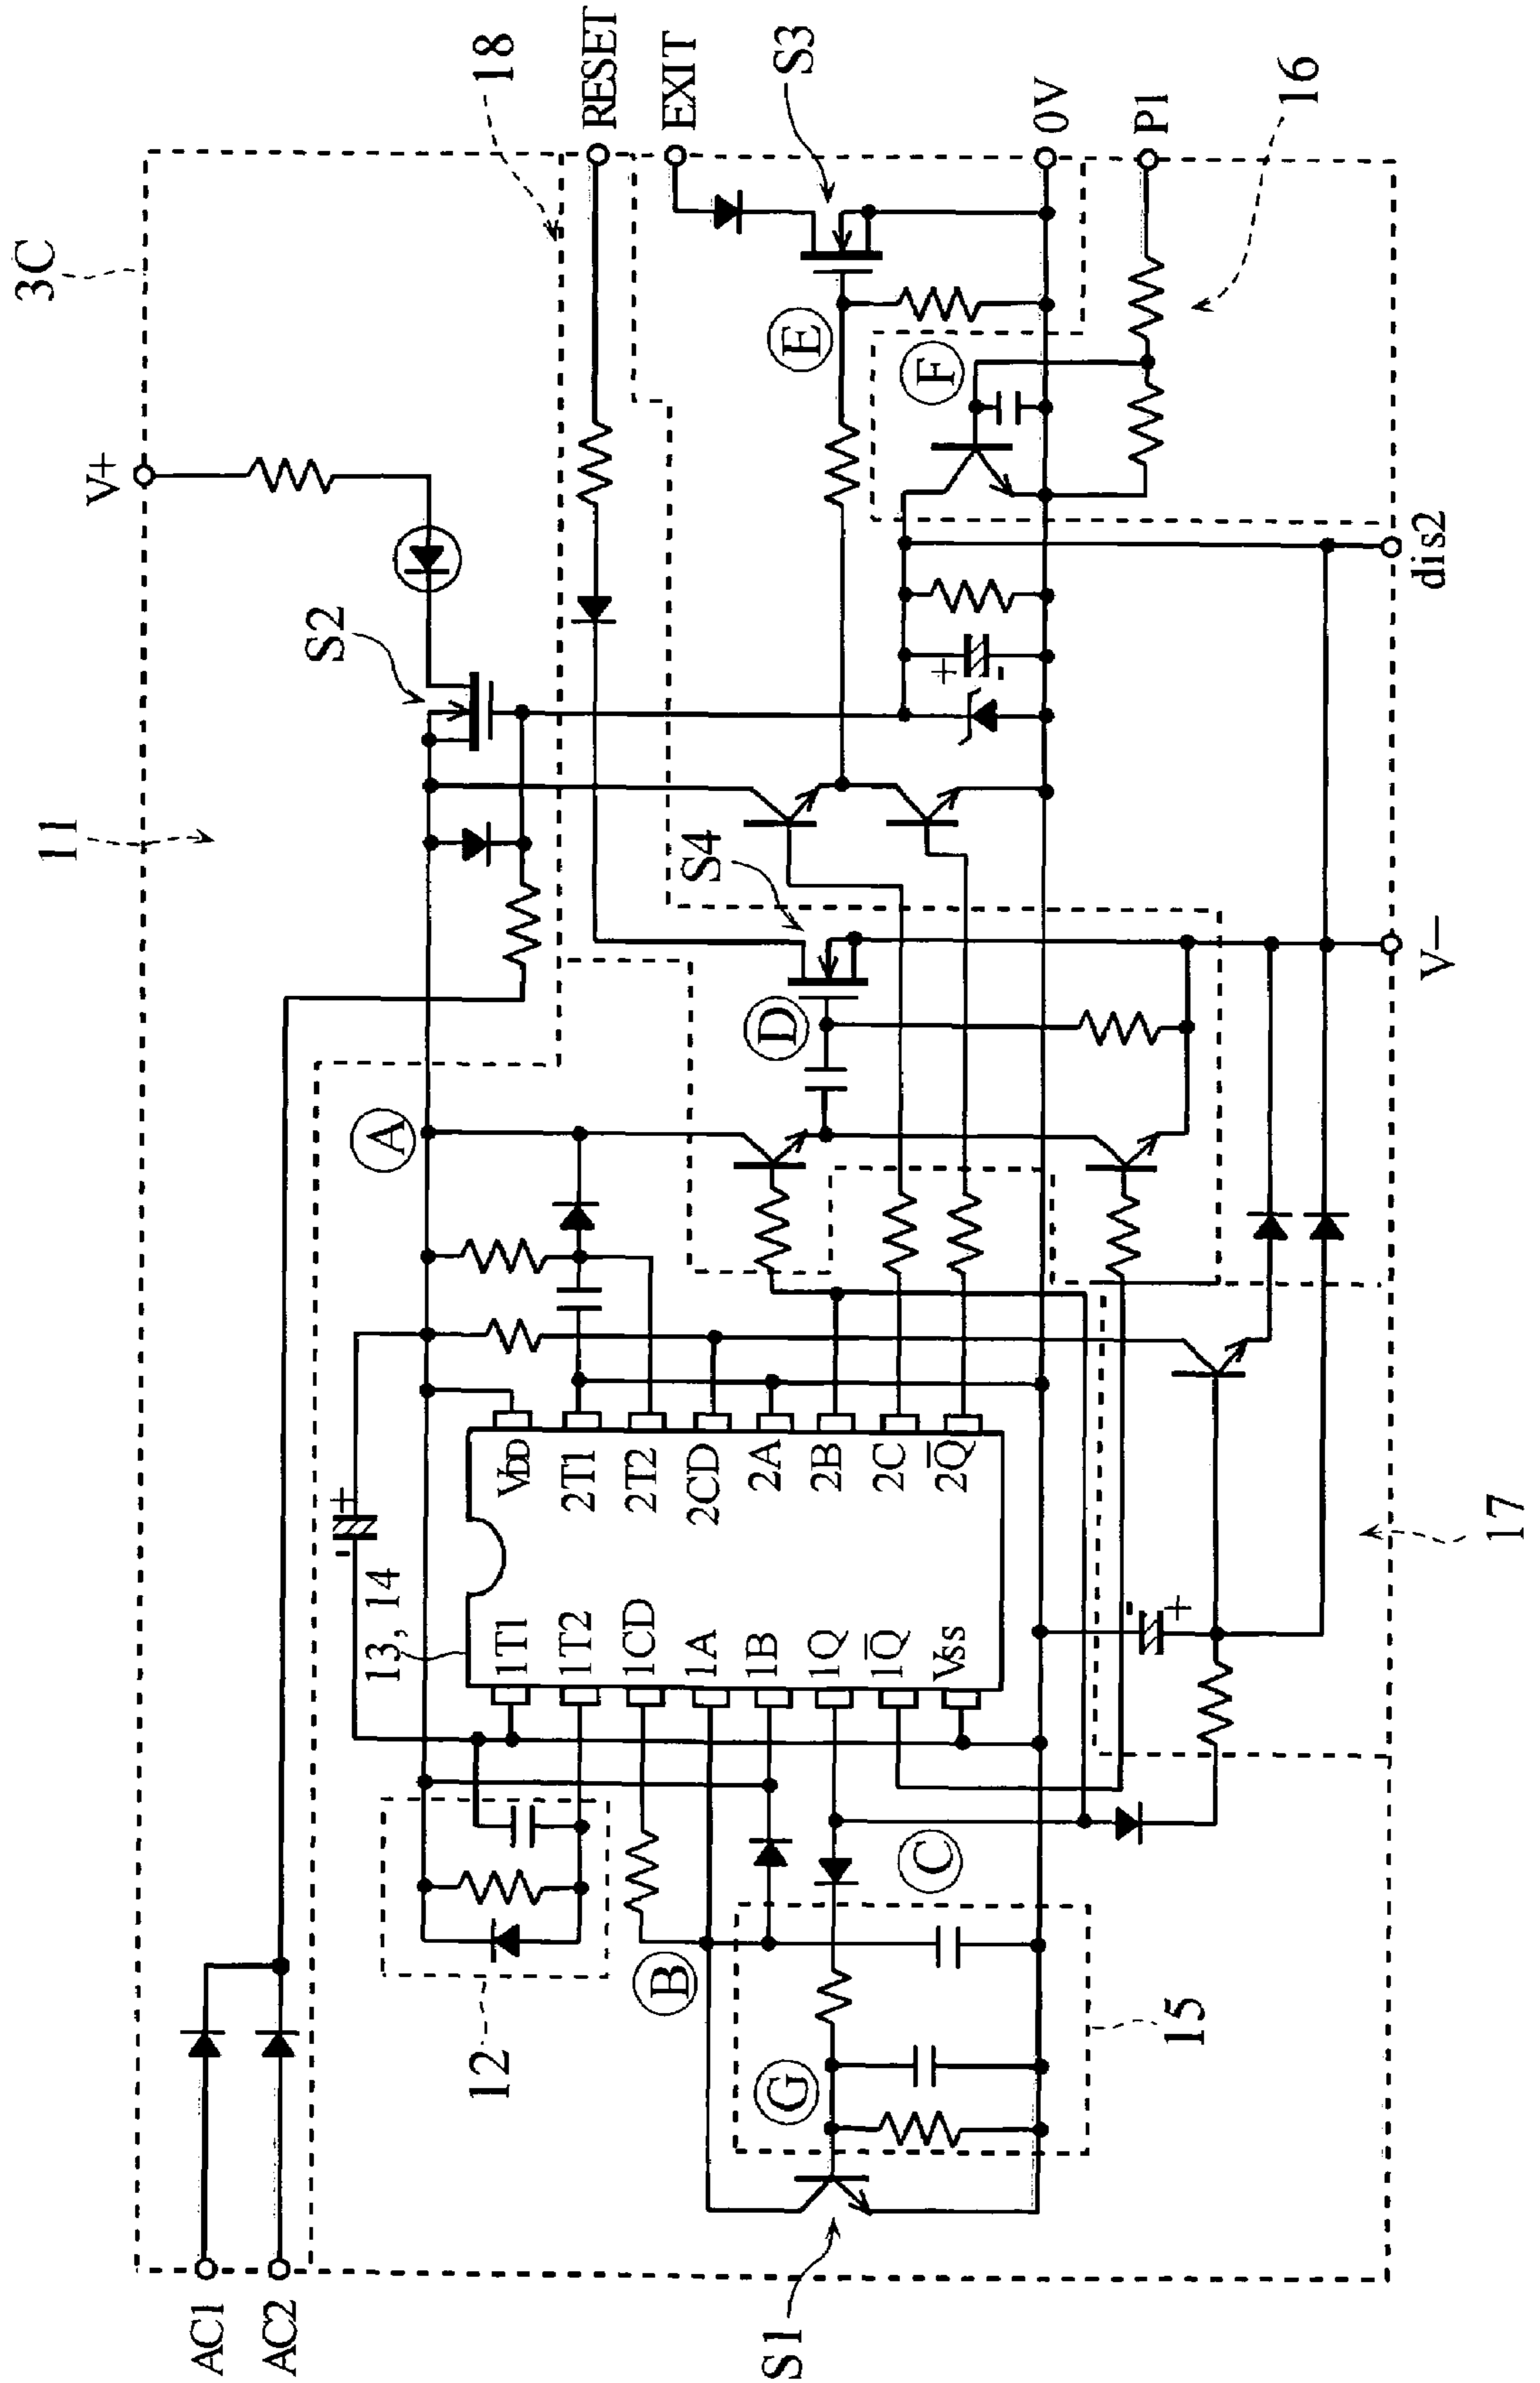 3C
11
18
V+
S2
RESET
EXIT
S3
0V
P1
16
E
F
dis2
S4
D
V−
A
VDD
2T1
2T2
2CD
2A
2B
2C
2Q̅
13, 14
1T1
1T2
1CD
1A
1B
1Q
1Q̅
Vss
+
-
+
-
-
+
17
C
B
12
G
15
S1
AC1
AC2